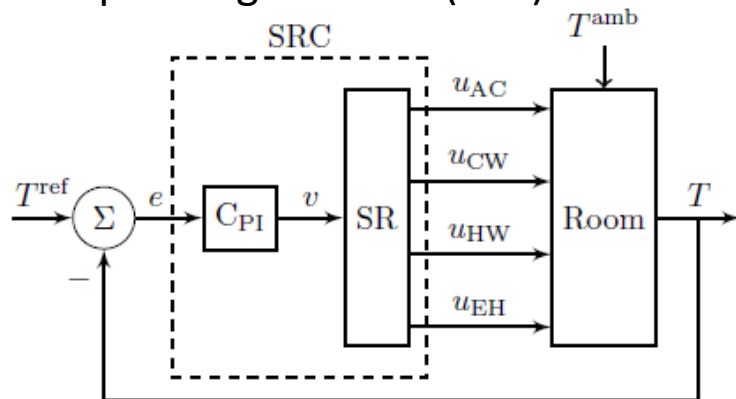 SRC
T^amb
u_AC
u_CW
T^ref
Σ
e
C_PI
v
SR
Room
T
−
u_HW
u_EH